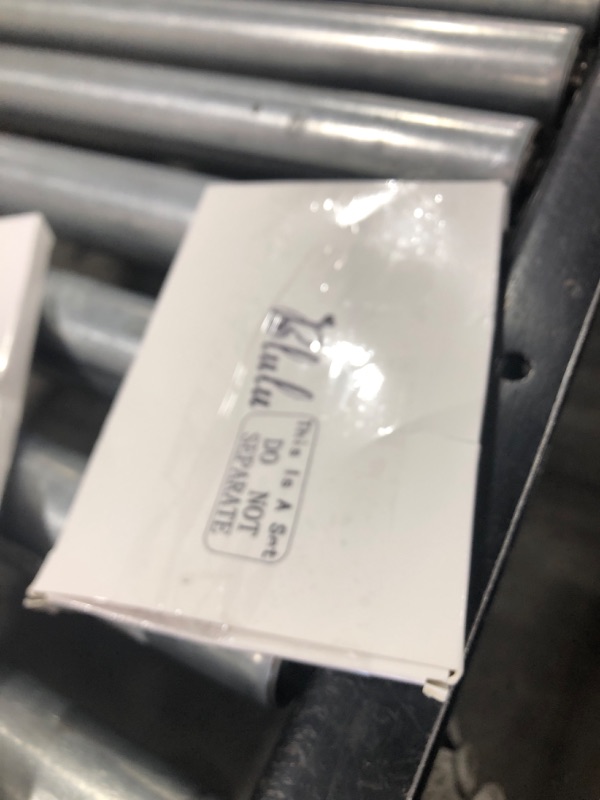 Klulu
This Is A Set
DO NOT
SEPARATE